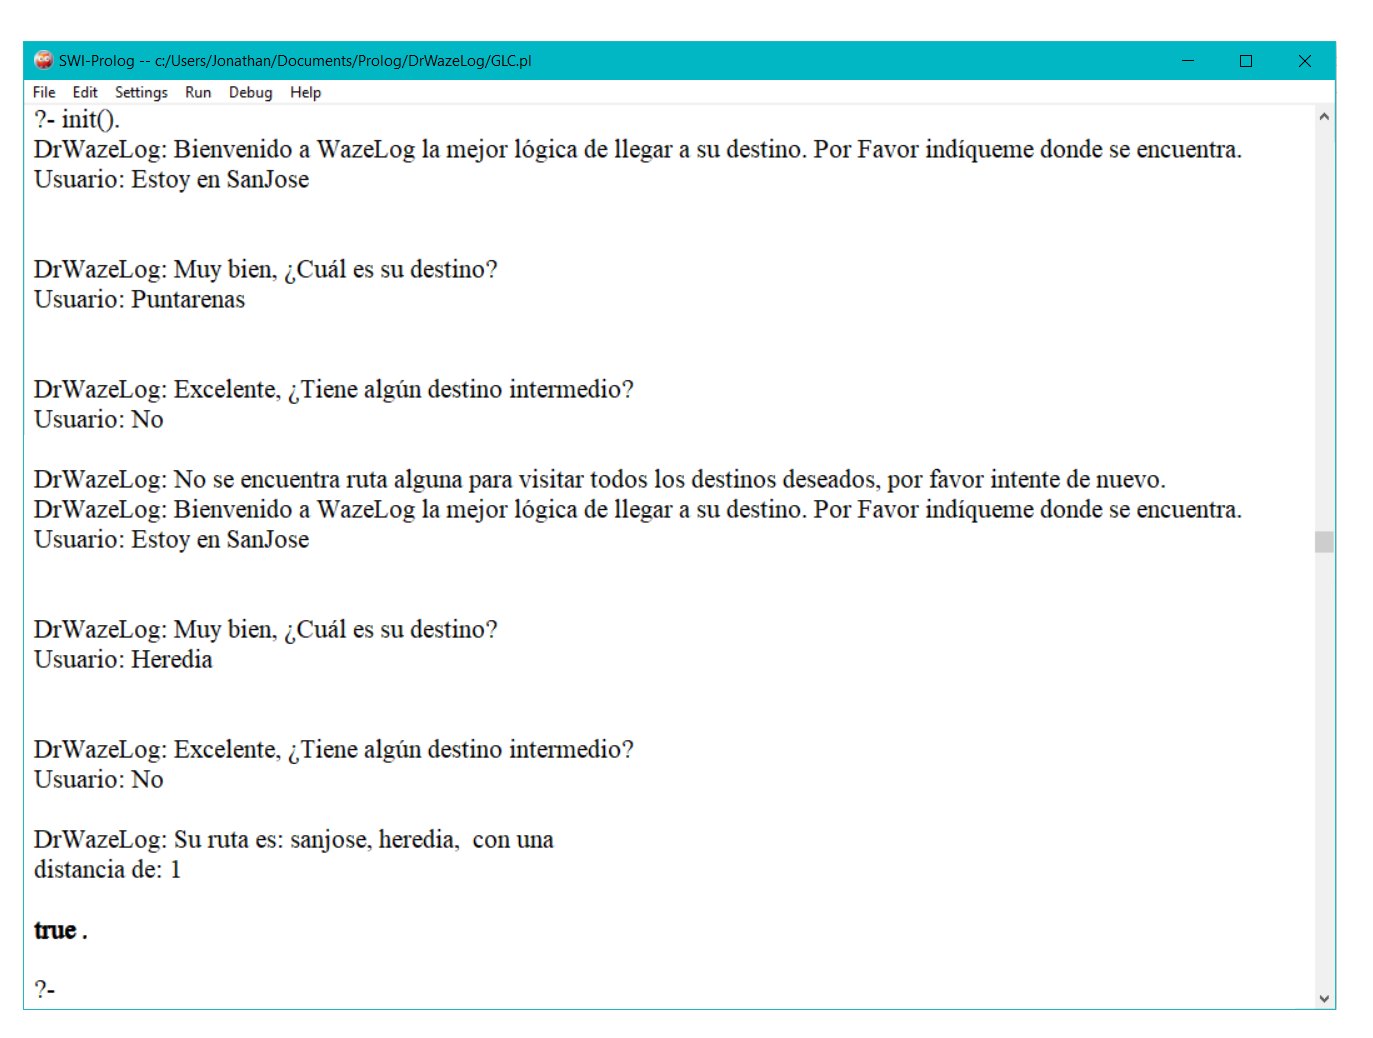 SWI-Prolog -- c:/Users/Jonathan/Documents/Prolog/DrWazeLog/GLC.pl
File Edit Settings Run Debug Help
?- init().
DrWazeLog: Bienvenido a WazeLog la mejor lógica de llegar a su destino. Por Favor indíqueme donde se encuentra.
Usuario: Estoy en SanJose
DrWazeLog: Muy bien, ¿Cuál es su destino?
Usuario: Puntarenas
DrWazeLog: Excelente, ¿Tiene algún destino intermedio?
Usuario: No
DrWazeLog: No se encuentra ruta alguna para visitar todos los destinos deseados, por favor intente de nuevo.
DrWazeLog: Bienvenido a WazeLog la mejor lógica de llegar a su destino. Por Favor indíqueme donde se encuentra.
Usuario: Estoy en SanJose
DrWazeLog: Muy bien, ¿Cuál es su destino?
Usuario: Heredia
DrWazeLog: Excelente, ¿Tiene algún destino intermedio?
Usuario: No
DrWazeLog: Su ruta es: sanjose, heredia,  con una
distancia de: 1
true .
?-